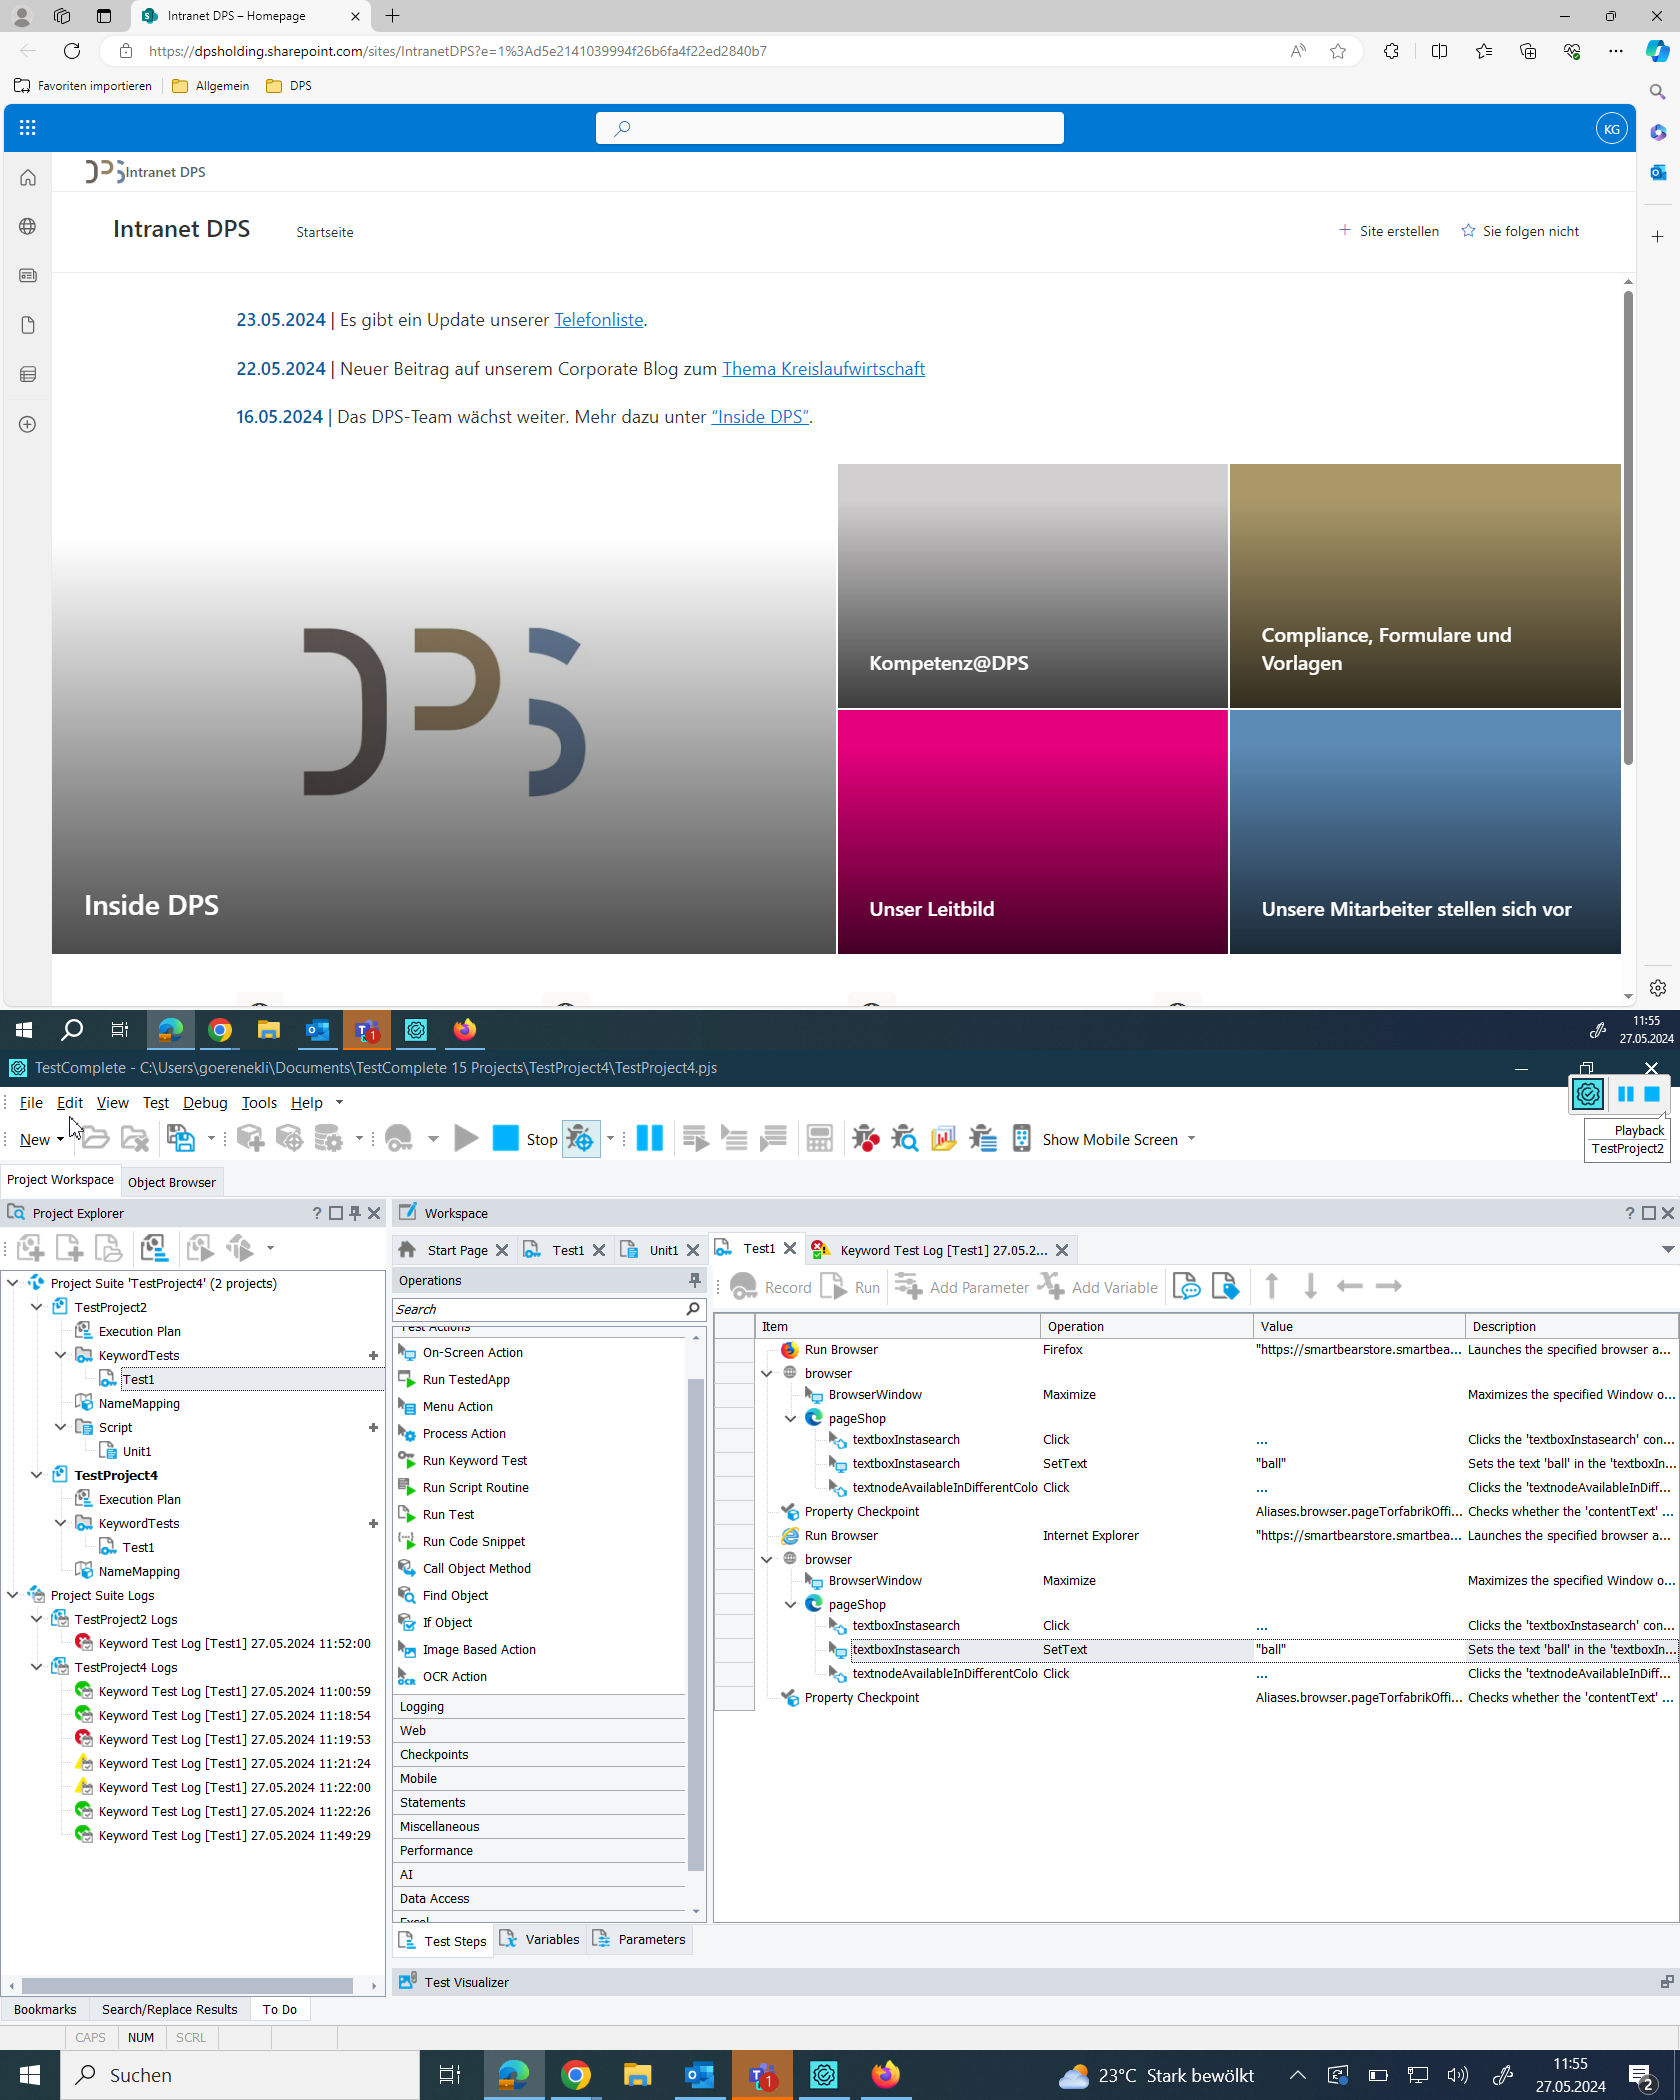 Intranet DPS – Homepage
https://dpsholding.sharepoint.com/sites/IntranetDPS?e=1%3Ad5e2141039994f26b6fa4f22ed2840b7
Favoriten importieren
Allgemein
DPS
KG
DPS Intranet DPS
Intranet DPS
Startseite
Site erstellen
Sie folgen nicht
23.05.2024 | Es gibt ein Update unserer Telefonliste.
22.05.2024 | Neuer Beitrag auf unserem Corporate Blog zum Thema Kreislaufwirtschaft
16.05.2024 | Das DPS-Team wächst weiter. Mehr dazu unter “Inside DPS”.
DPS
Inside DPS
Kompetenz@DPS
Compliance, Formulare und
Vorlagen
Unser Leitbild
Unsere Mitarbeiter stellen sich vor
1
11:55
27.05.2024
TestComplete - C:\Users\goerenekli\Documents\TestComplete 15 Projects\TestProject4\TestProject4.pjs
File Edit View Test Debug Tools Help
New
Stop
Show Mobile Screen
Playback
TestProject2
Project Workspace
Object Browser
Project Explorer
Project Suite 'TestProject4' (2 projects)
TestProject2
Execution Plan
KeywordTests
Test1
NameMapping
Script
Unit1
TestProject4
Execution Plan
KeywordTests
Test1
NameMapping
Project Suite Logs
TestProject2 Logs
Keyword Test Log [Test1] 27.05.2024 11:52:00
TestProject4 Logs
Keyword Test Log [Test1] 27.05.2024 11:00:59
Keyword Test Log [Test1] 27.05.2024 11:18:54
Keyword Test Log [Test1] 27.05.2024 11:19:53
Keyword Test Log [Test1] 27.05.2024 11:21:24
Keyword Test Log [Test1] 27.05.2024 11:22:00
Keyword Test Log [Test1] 27.05.2024 11:22:26
Keyword Test Log [Test1] 27.05.2024 11:49:29
Workspace
Start Page
Test1
Unit1
Test1
Keyword Test Log [Test1] 27.05.2...
Operations
Search
Test Actions
On-Screen Action
Run TestedApp
Menu Action
Process Action
Run Keyword Test
Run Script Routine
Run Test
Run Code Snippet
Call Object Method
Find Object
If Object
Image Based Action
OCR Action
Logging
Web
Checkpoints
Mobile
Statements
Miscellaneous
Performance
AI
Data Access
Excel
Record Run Add Parameter Add Variable
Item Operation Value Description
Run Browser Firefox "https://smartbearstore.smartbea... Launches the specified browser a...
browser
BrowserWindow Maximize Maximizes the specified Window o...
pageShop
textboxInstasearch Click ... Clicks the 'textboxInstasearch' con...
textboxInstasearch SetText "ball" Sets the text 'ball' in the 'textboxIn...
textnodeAvailableInDifferentColo Click ... Clicks the 'textnodeAvailableInDiff...
Property Checkpoint Aliases.browser.pageTorfabrikOffi... Checks whether the 'contentText' ...
Run Browser Internet Explorer "https://smartbearstore.smartbea... Launches the specified browser a...
browser
BrowserWindow Maximize Maximizes the specified Window o...
pageShop
textboxInstasearch Click ... Clicks the 'textboxInstasearch' con...
textboxInstasearch SetText "ball" Sets the text 'ball' in the 'textboxIn...
textnodeAvailableInDifferentColo Click ... Clicks the 'textnodeAvailableInDiff...
Property Checkpoint Aliases.browser.pageTorfabrikOffi... Checks whether the 'contentText' ...
Test Steps Variables Parameters
Test Visualizer
Bookmarks Search/Replace Results To Do
CAPS NUM SCRL
Suchen
1
23°C Stark bewölkt
11:55
27.05.2024
2